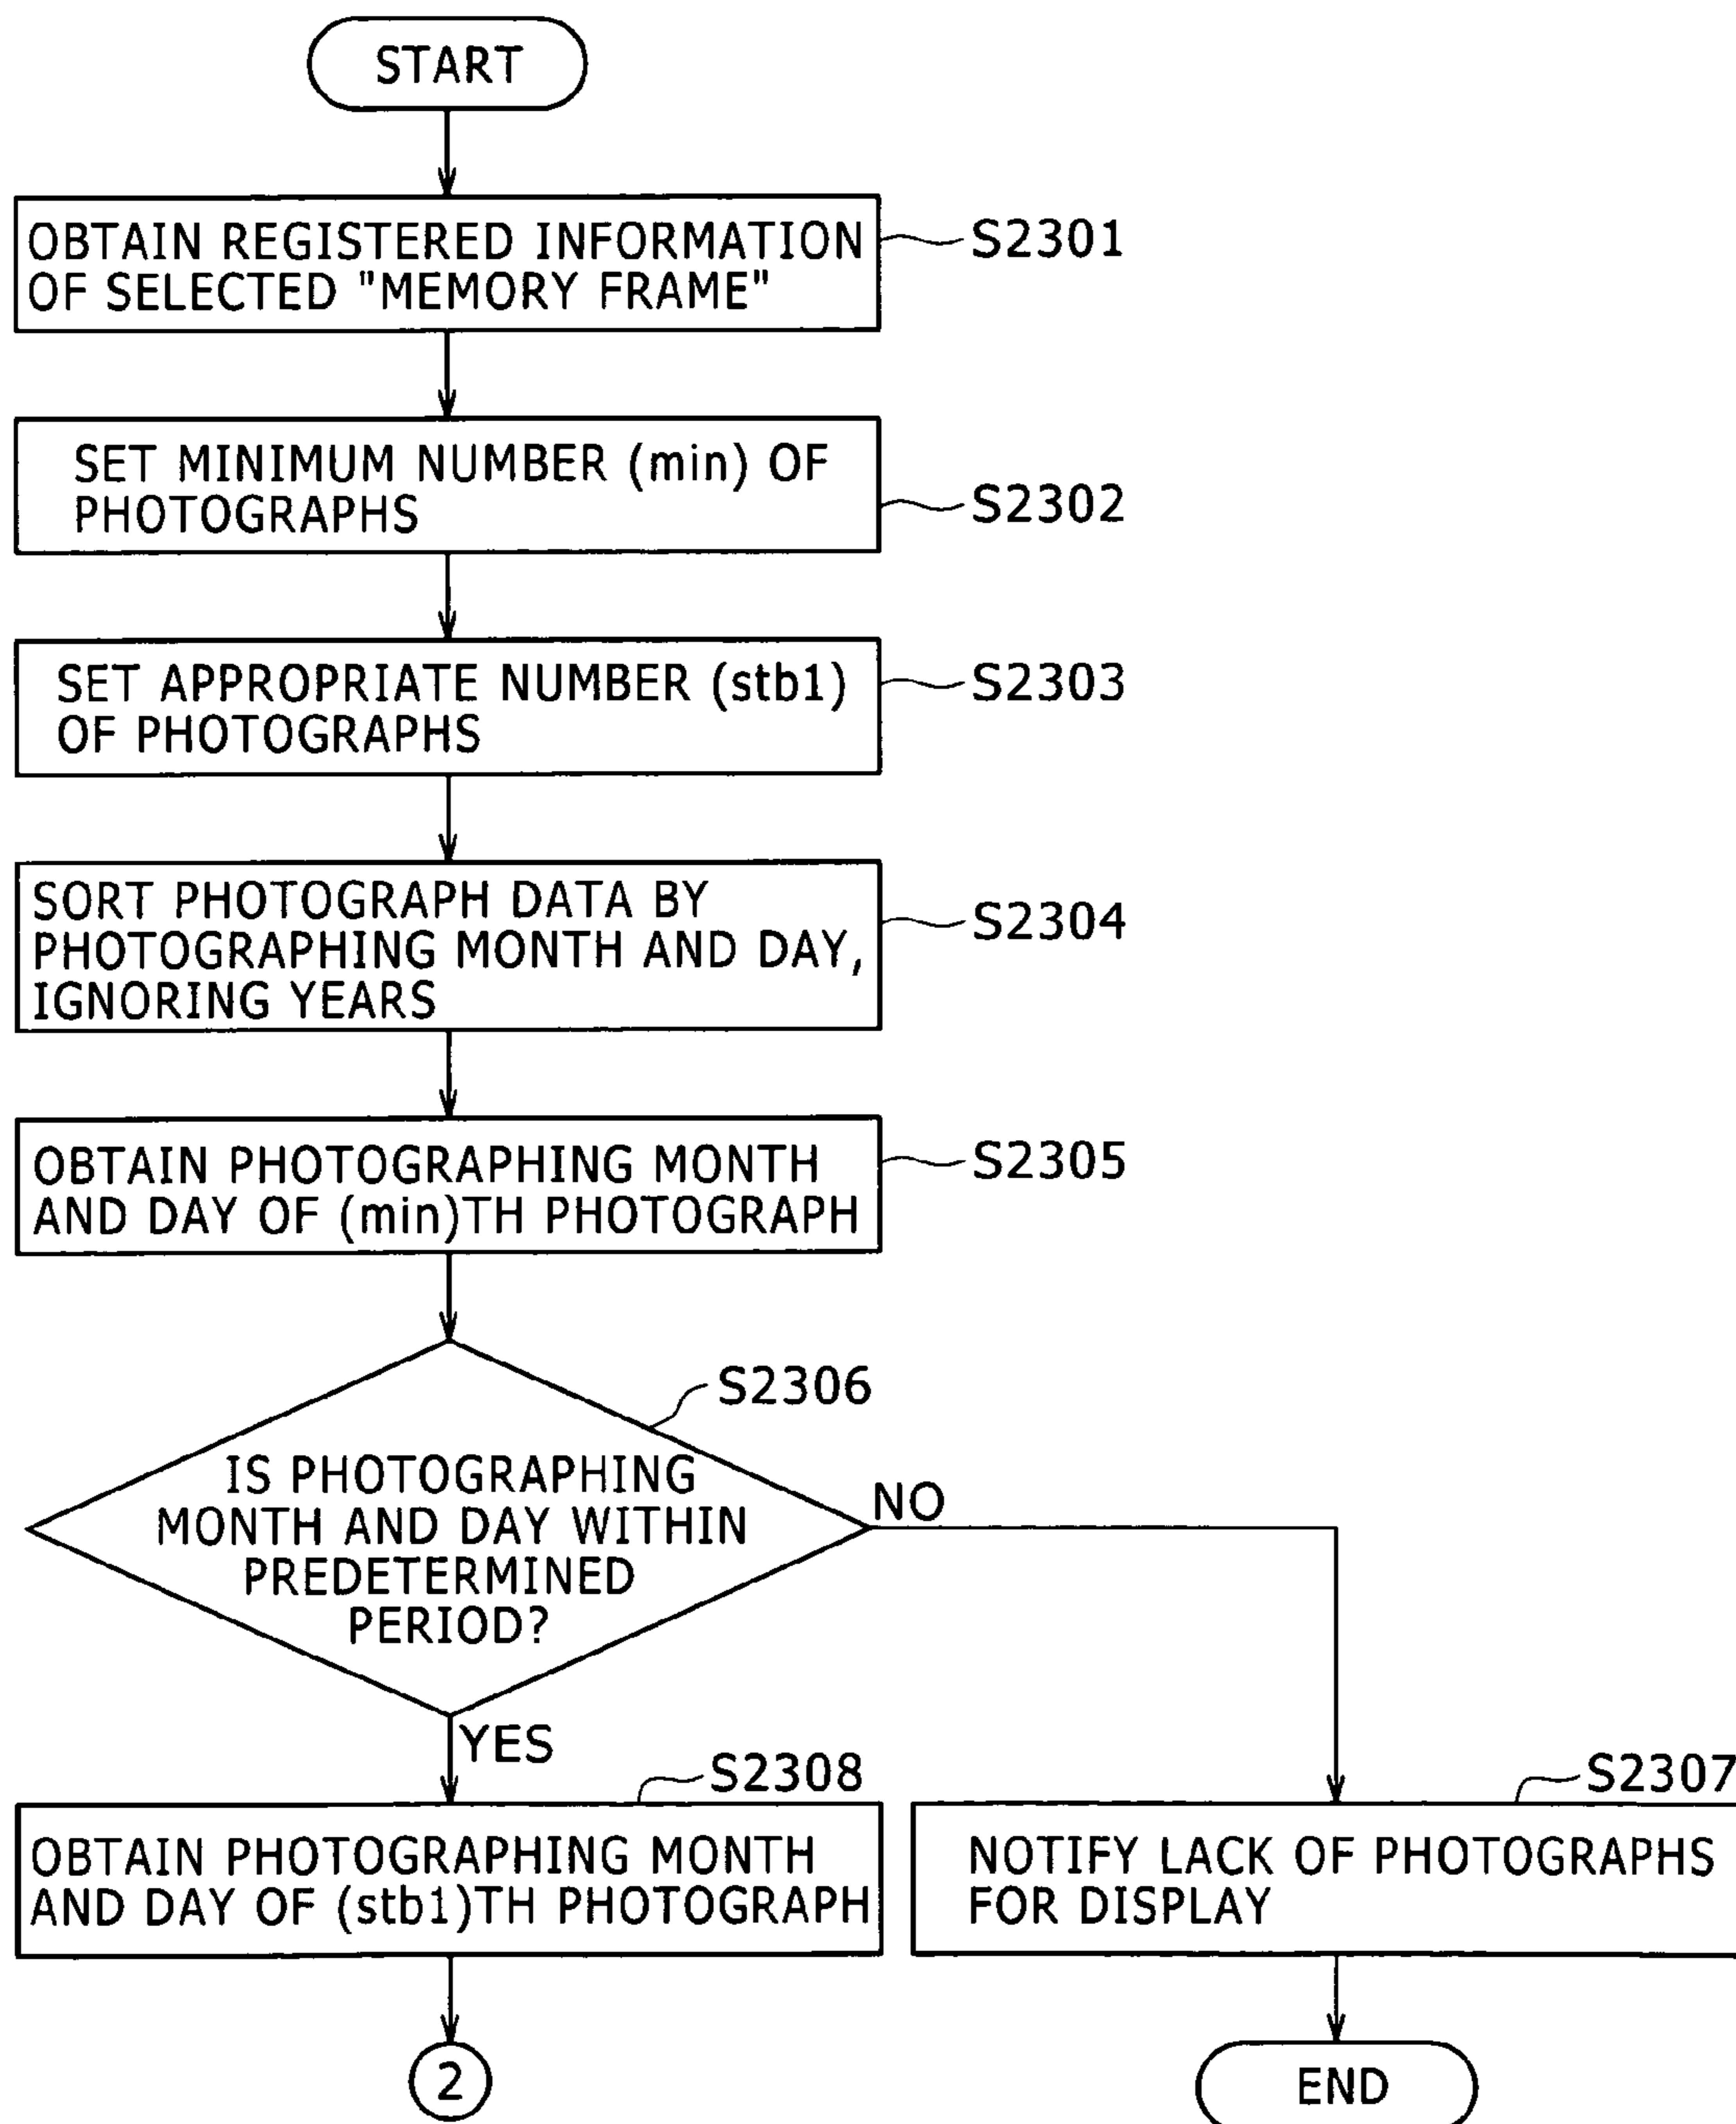 START
OBTAIN REGISTERED INFORMATION
OF SELECTED "MEMORY FRAME"
S2301
SET MINIMUM NUMBER (min) OF
PHOTOGRAPHS
S2302
SET APPROPRIATE NUMBER (stb1)
OF PHOTOGRAPHS
S2303
SORT PHOTOGRAPH DATA BY
PHOTOGRAPHING MONTH AND DAY,
IGNORING YEARS
S2304
OBTAIN PHOTOGRAPHING MONTH
AND DAY OF (min)TH PHOTOGRAPH
S2305
S2306
IS PHOTOGRAPHING
MONTH AND DAY WITHIN
PREDETERMINED
PERIOD?
NO
YES
S2308
OBTAIN PHOTOGRAPHING MONTH
AND DAY OF (stb1)TH PHOTOGRAPH
S2307
NOTIFY LACK OF PHOTOGRAPHS
FOR DISPLAY
2
END